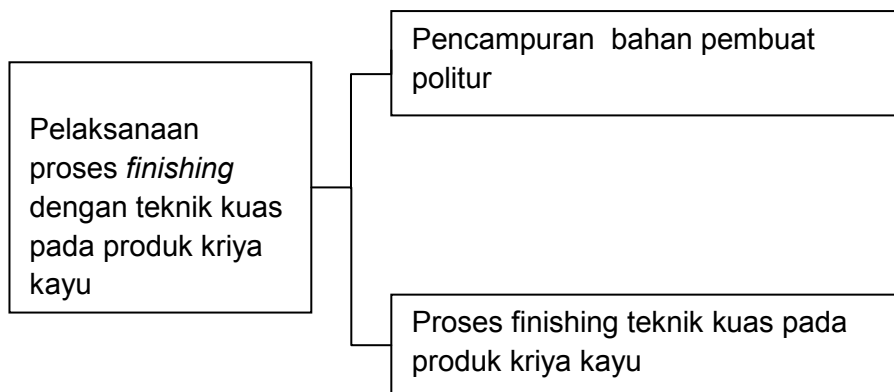 Pencampuran bahan pembuat
politur
Pelaksanaan
proses finishing
dengan teknik kuas
pada produk kriya
kayu
Proses finishing teknik kuas pada
produk kriya kayu